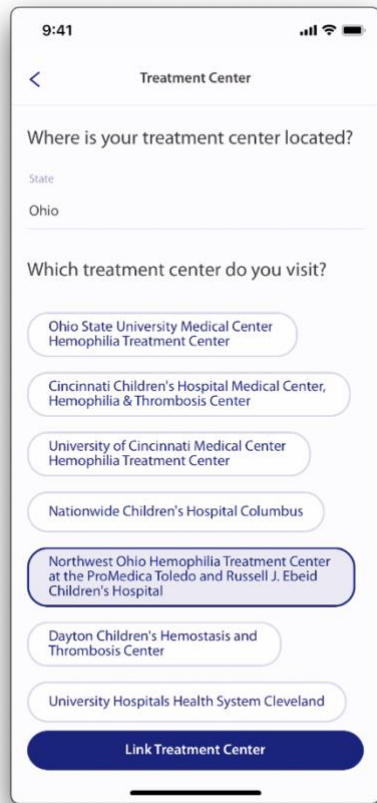 9:41
Treatment Center
Where is your treatment center located?
State
Ohio
Which treatment center do you visit?
Ohio State University Medical Center
Hemophilia Treatment Center
Cincinnati Children's Hospital Medical Center,
Hemophilia & Thrombosis Center
University of Cincinnati Medical Center
Hemophilia Treatment Center
Nationwide Children's Hospital Columbus
Northwest Ohio Hemophilia Treatment Center
at the ProMedica Toledo and Russell J. Ebeid
Children's Hospital
Dayton Children's Hemostasis and
Thrombosis Center
University Hospitals Health System Cleveland
Link Treatment Center